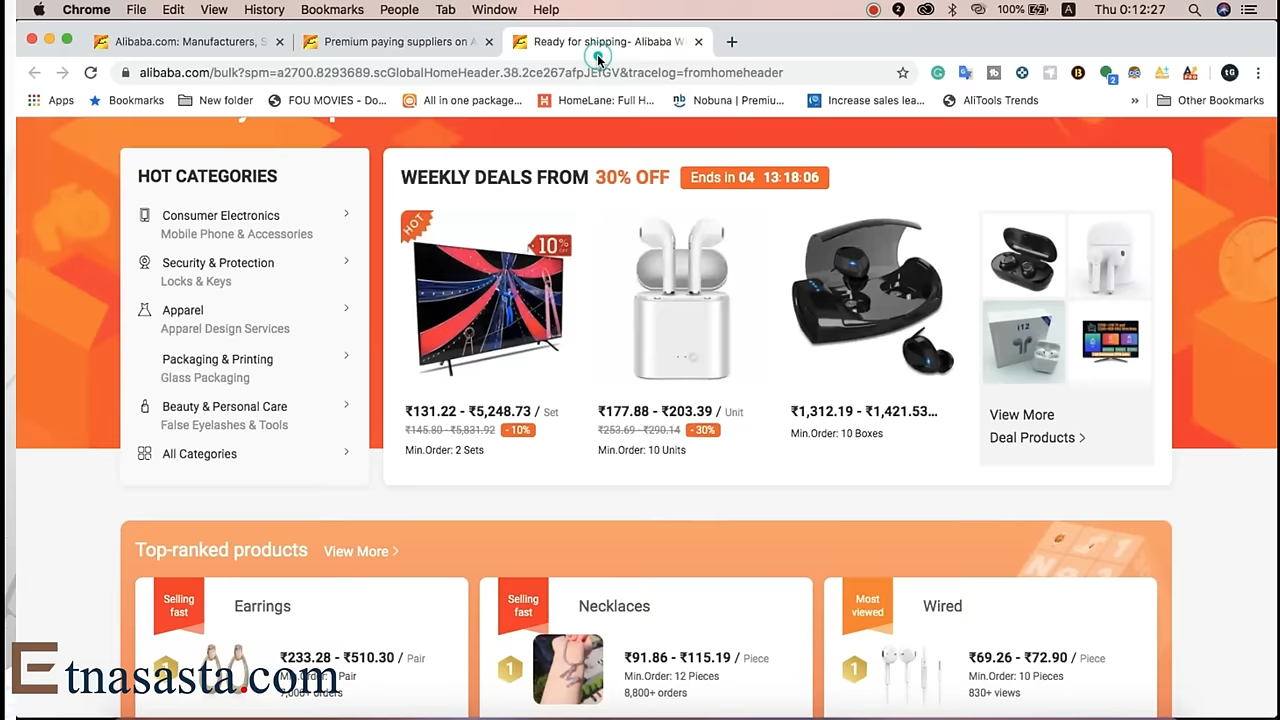 Chrome File Edit View History Bookmarks People Tab Window Help 2 100% A Thu 0:12:27
Alibaba.com: Manufacturers, S Premium paying suppliers on A Ready for shipping- Alibaba W
alibaba.com/bulk?spm=a2700.8293689.scGlobalHomeHeader.38.2ce267afpJEfGV&tracelog=fromhomeheader
Apps Bookmarks New folder FOU MOVIES - Do... All in one package... HomeLane: Full H... Nobuna | Premiu... Increase sales lea... AliTools Trends » Other Bookmarks
HOT CATEGORIES
Consumer Electronics
Mobile Phone & Accessories
Security & Protection
Locks & Keys
Apparel
Apparel Design Services
Packaging & Printing
Glass Packaging
Beauty & Personal Care
False Eyelashes & Tools
All Categories
WEEKLY DEALS FROM 30% OFF Ends in 04 13:18:06
HOT
10%
i12
₹131.22 - ₹5,248.73 / Set
₹145.80 - ₹5,831.92 - 10%
Min.Order: 2 Sets
₹177.88 - ₹203.39 / Unit
₹253.69 - ₹290.14 - 30%
Min.Order: 10 Units
₹1,312.19 - ₹1,421.53...
Min.Order: 10 Boxes
View More
Deal Products >
Top-ranked products View More >
Selling fast
Earrings
1
₹233.28 - ₹510.30 / Pair
Pair
orders
Selling fast
Necklaces
1
₹91.86 - ₹115.19 / Piece
Min.Order: 12 Pieces
8,800+ orders
Most viewed
Wired
1
₹69.26 - ₹72.90 / Piece
Min.Order: 10 Pieces
830+ views
Etnasasta.com